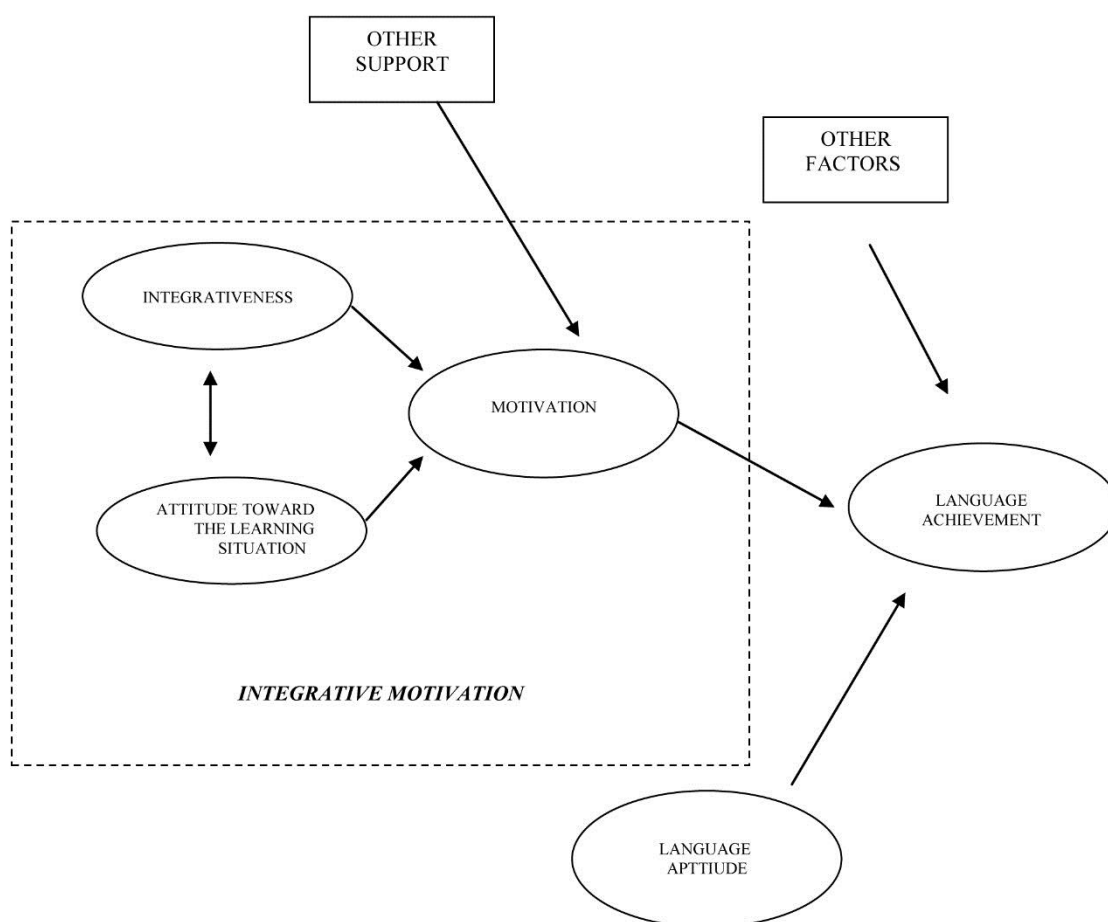 OTHER
SUPPORT
OTHER
FACTORS
INTEGRATIVENESS
MOTIVATION
ATTITUDE TOWARD
THE LEARNING
SITUATION
LANGUAGE
ACHIEVEMENT
INTEGRATIVE MOTIVATION
LANGUAGE
APTTIUDE